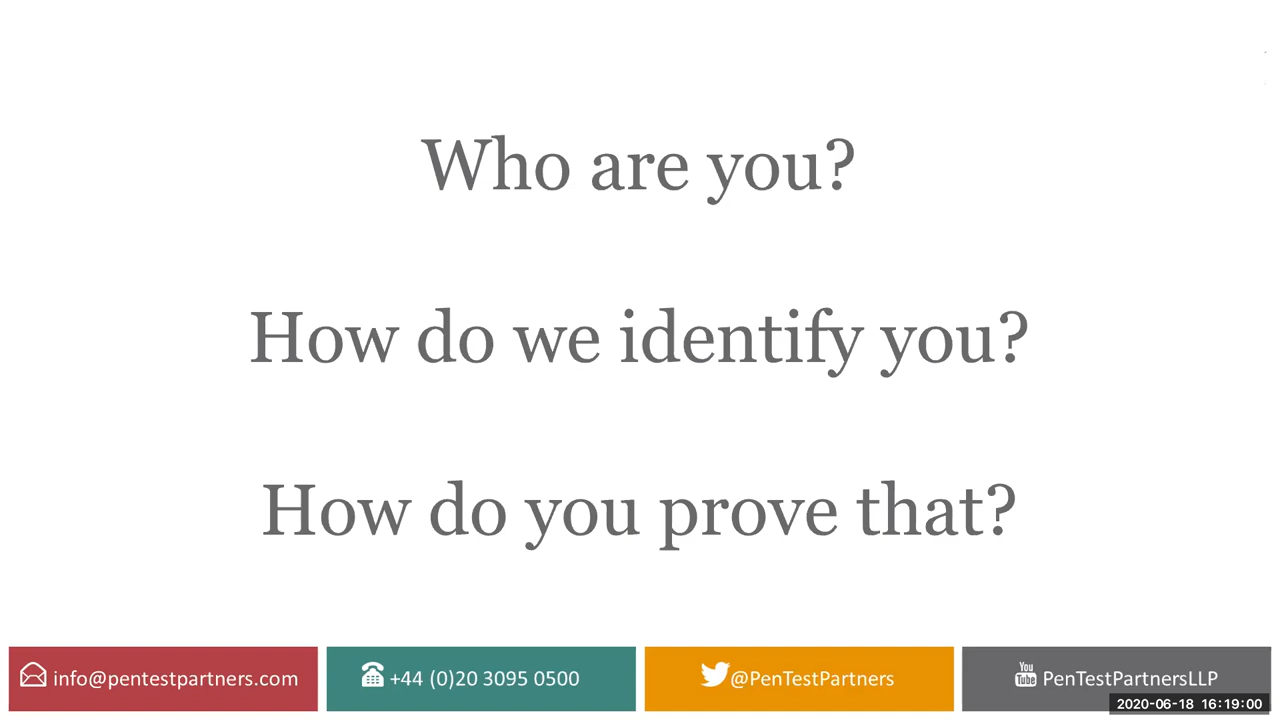 Who are you?
How do we identify you?
How do you prove that?
info@pentestpartners.com
+44 (0)20 3095 0500
@PenTestPartners
You Tube PenTestPartnersLLP
2020-06-18 16:19:00